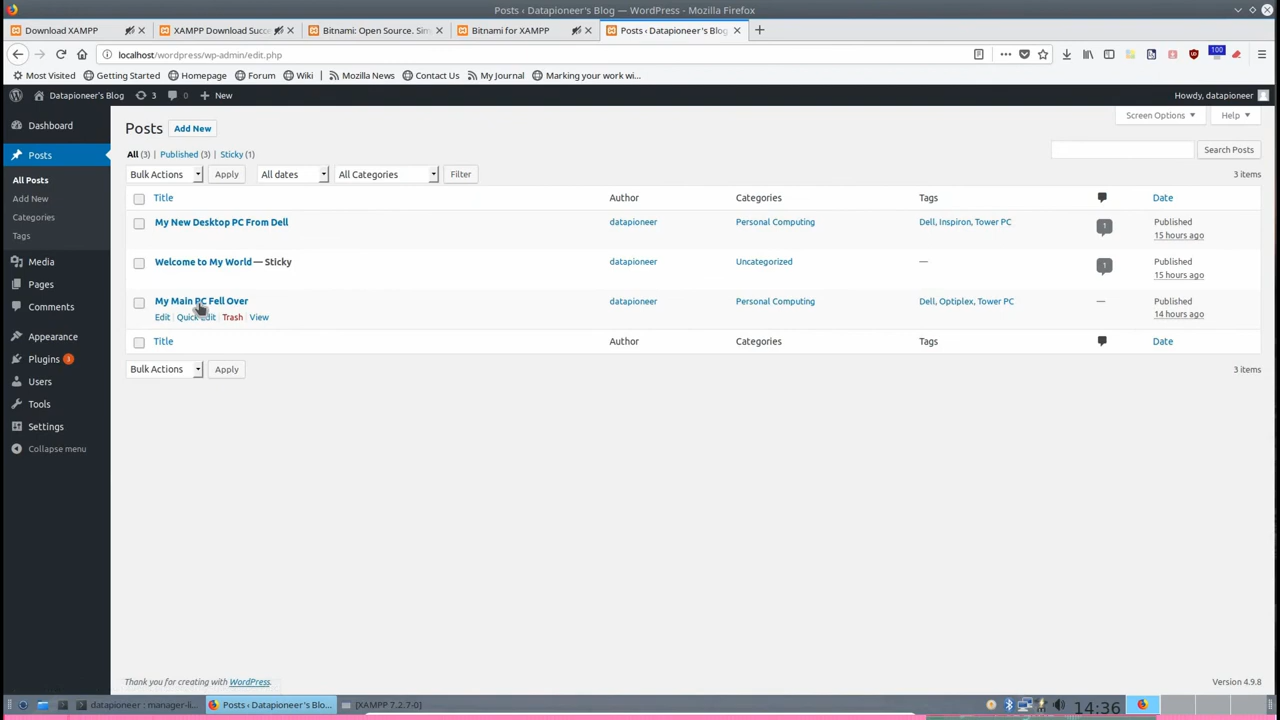 Posts ‹ Datapioneer's Blog — WordPress - Mozilla Firefox
Download XAMPP
XAMPP Download Succ
Bitnami: Open Source. Sim
Bitnami for XAMPP
Posts ‹ Datapioneer's Blog
localhost/wordpress/wp-admin/edit.php
100
Most Visited
Getting Started
Homepage
Forum
Wiki
Mozilla News
Contact Us
My Journal
Marking your work wi...
Datapioneer's Blog
3
0
New
Howdy, datapioneer
Dashboard
Posts
All Posts
Add New
Categories
Tags
Media
Pages
Comments
Appearance
Plugins 3
Users
Tools
Settings
Collapse menu
Posts Add New
Screen Options
Help
All (3) | Published (3) | Sticky (1)
Search Posts
Bulk Actions
Apply
All dates
All Categories
Filter
3 items
Title Author Categories Tags Date
My New Desktop PC From Dell datapioneer Personal Computing Dell, Inspiron, Tower PC 1 Published
15 hours ago
Welcome to My World — Sticky datapioneer Uncategorized — 1 Published
15 hours ago
My Main PC Fell Over datapioneer Personal Computing Dell, Optiplex, Tower PC — Published
Edit | Quick Edit | Trash | View 14 hours ago
Title Author Categories Tags Date
Bulk Actions
Apply
3 items
Thank you for creating with WordPress.
Version 4.9.8
datapioneer : manager-li...
Posts ‹ Datapioneer's Blo...
[XAMPP 7.2.7-0]
14:36